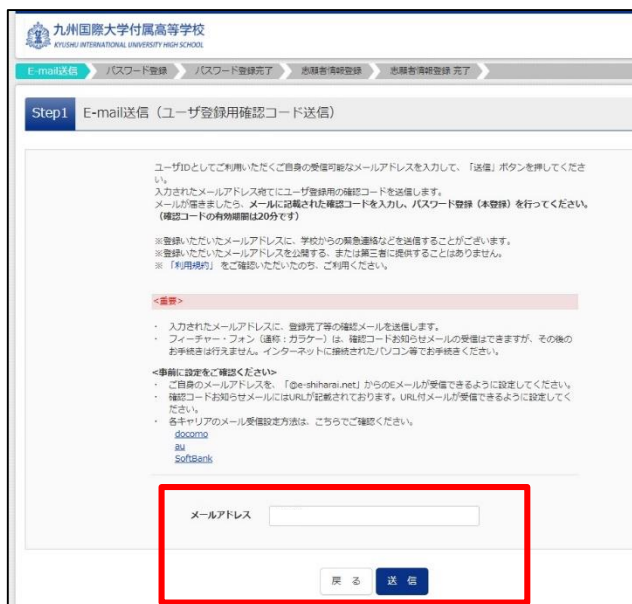 九州国際大学付属高等学校
KYUSHU INTERNATIONAL UNIVERSITY HIGH SCHOOL
E-mail送信 パスワード登録 パスワード登録完了 志願者情報登録 志願者情報登録 完了
Step1 E-mail送信（ユーザ登録用確認コード送信）
ユーザIDとしてご利用いただくご自身の受信可能なメールアドレスを入力して、「送信」ボタンを押してくださ
い。
入力されたメールアドレス宛てにユーザ登録用の確認コードを送信します。
メールが届きましたら、メールに記載された確認コードを入力し、パスワード登録（本登録）を行ってください。
（確認コードの有効期間は20分です）
※登録いただいたメールアドレスに、学校からの緊急連絡などを送信することがございます。
※登録いただいたメールアドレスを公開する、または第三者に提供することはありません。
※ 「利用規約」 をご確認いただいたのち、ご利用ください。
<重要>
・ 入力されたメールアドレスに、登録完了等の確認メールを送信します。
・ フィーチャー・フォン（通称：ガラケー）は、確認コードお知らせメールの受信はできますが、その後の
お手続きは行えません。インターネットに接続されたパソコン等でお手続きください。
<事前に設定をご確認ください>
・ ご自身のメールアドレスを、「@e-shiharai.net」からのEメールが受信できるように設定してください。
・ 確認コードお知らせメールにはURLが記載されております。URL付メールが受信できるように設定してく
ださい。
・ 各キャリアのメール受信設定方法は、こちらでご確認ください。
docomo
au
SoftBank
メールアドレス
戻 る 送 信